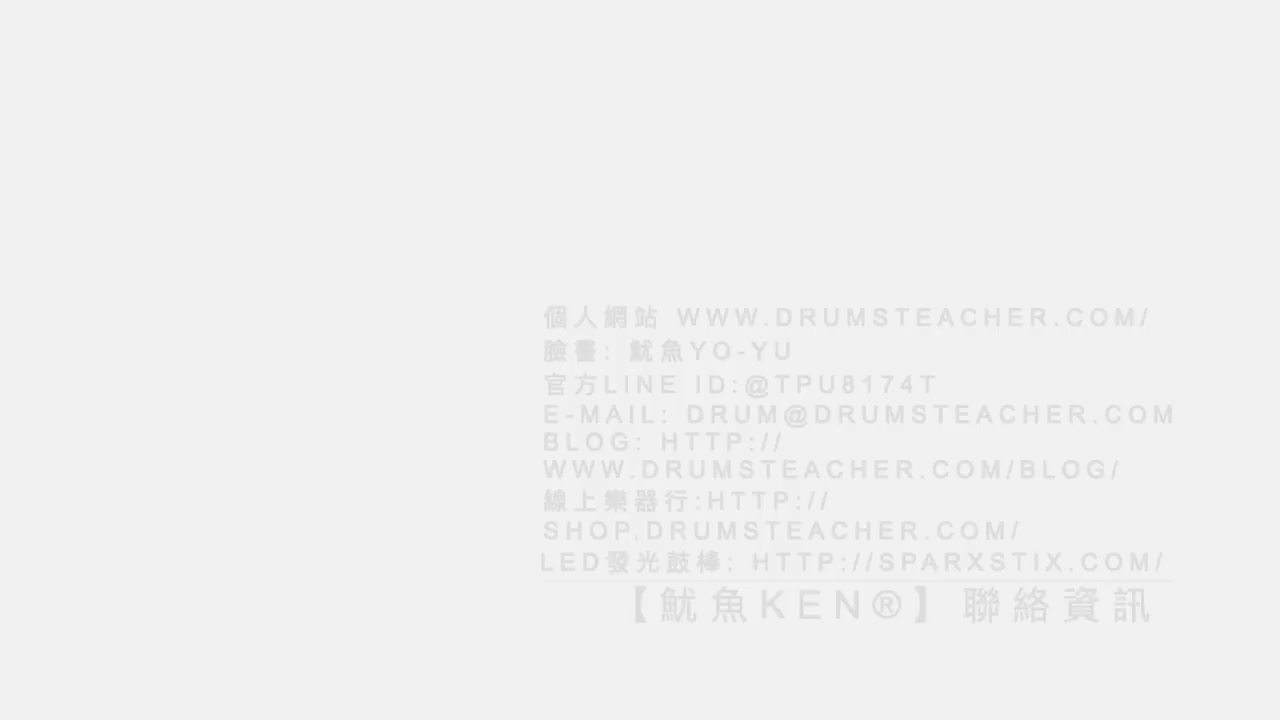 個人網站 WWW.DRUMSTEACHER.COM/
臉書: 魷魚YO-YU
官方LINE ID:@TPU8174T
E-MAIL: DRUM@DRUMSTEACHER.COM
BLOG: HTTP://
WWW.DRUMSTEACHER.COM/BLOG/
線上樂器行:HTTP://
SHOP.DRUMSTEACHER.COM/
LED發光鼓棒: HTTP://SPARXSTIX.COM/
【魷魚KEN®】聯絡資訊